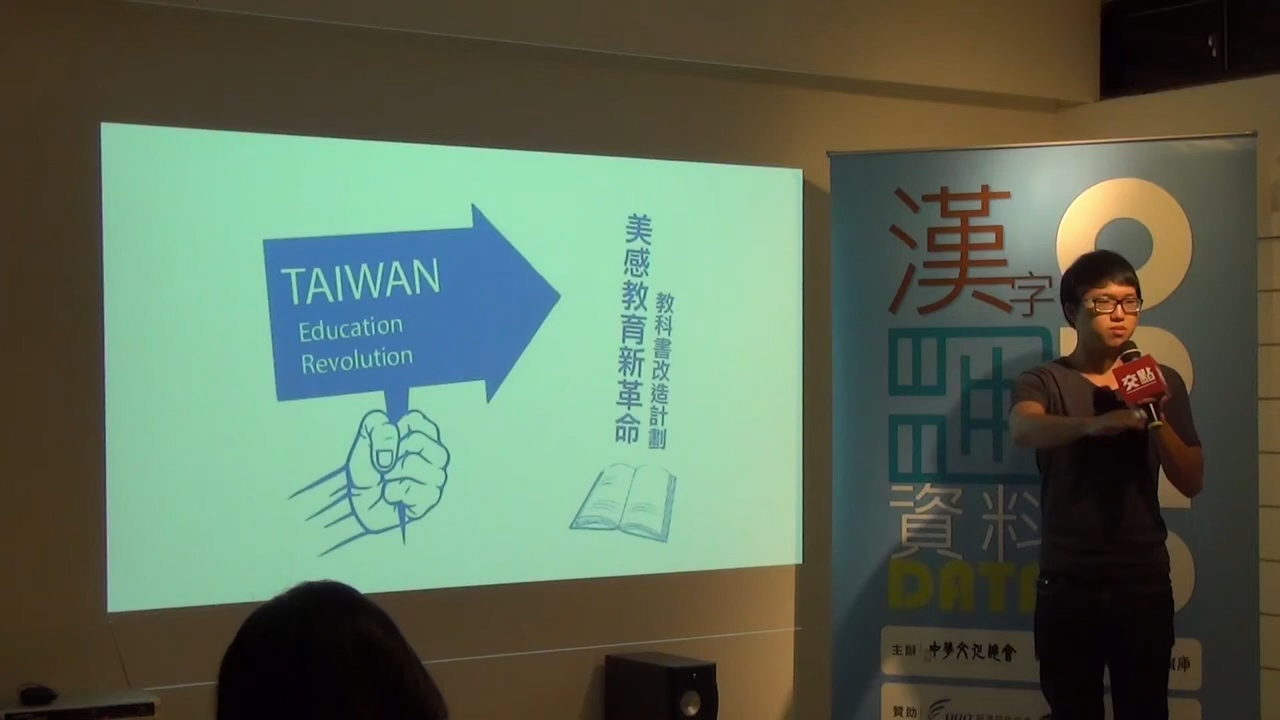 TAIWAN
Education
Revolution
美感教育新革命
教科書改造計劃
漢字
資料
DATA
交點
主辦
中華文化總會
贊助